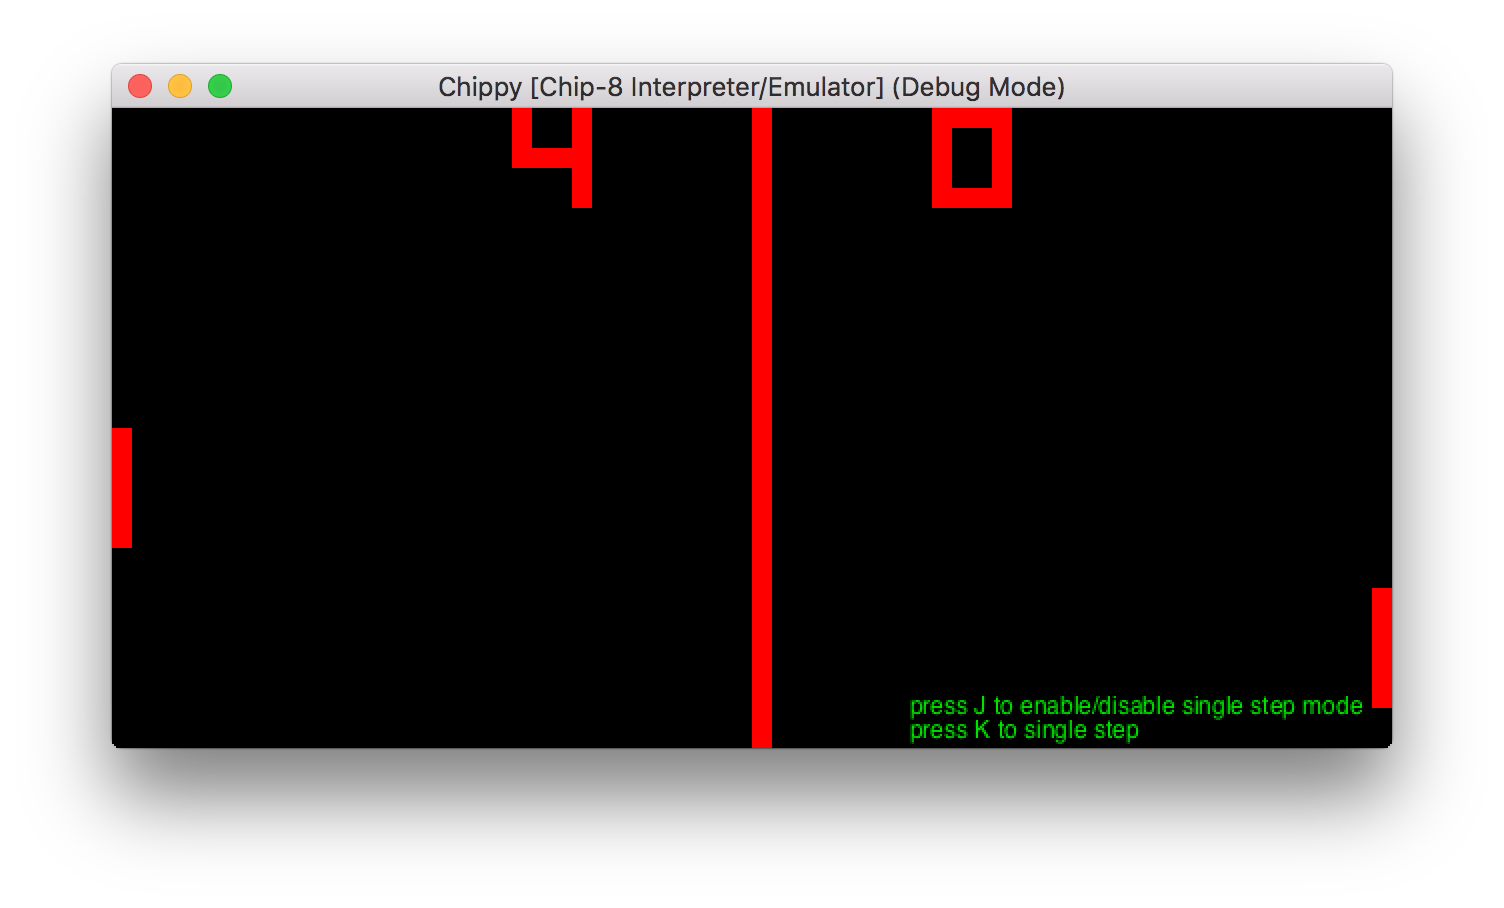 Chippy [Chip-8 Interpreter/Emulator] (Debug Mode)
4 0
press J to enable/disable single step mode
press K to single step